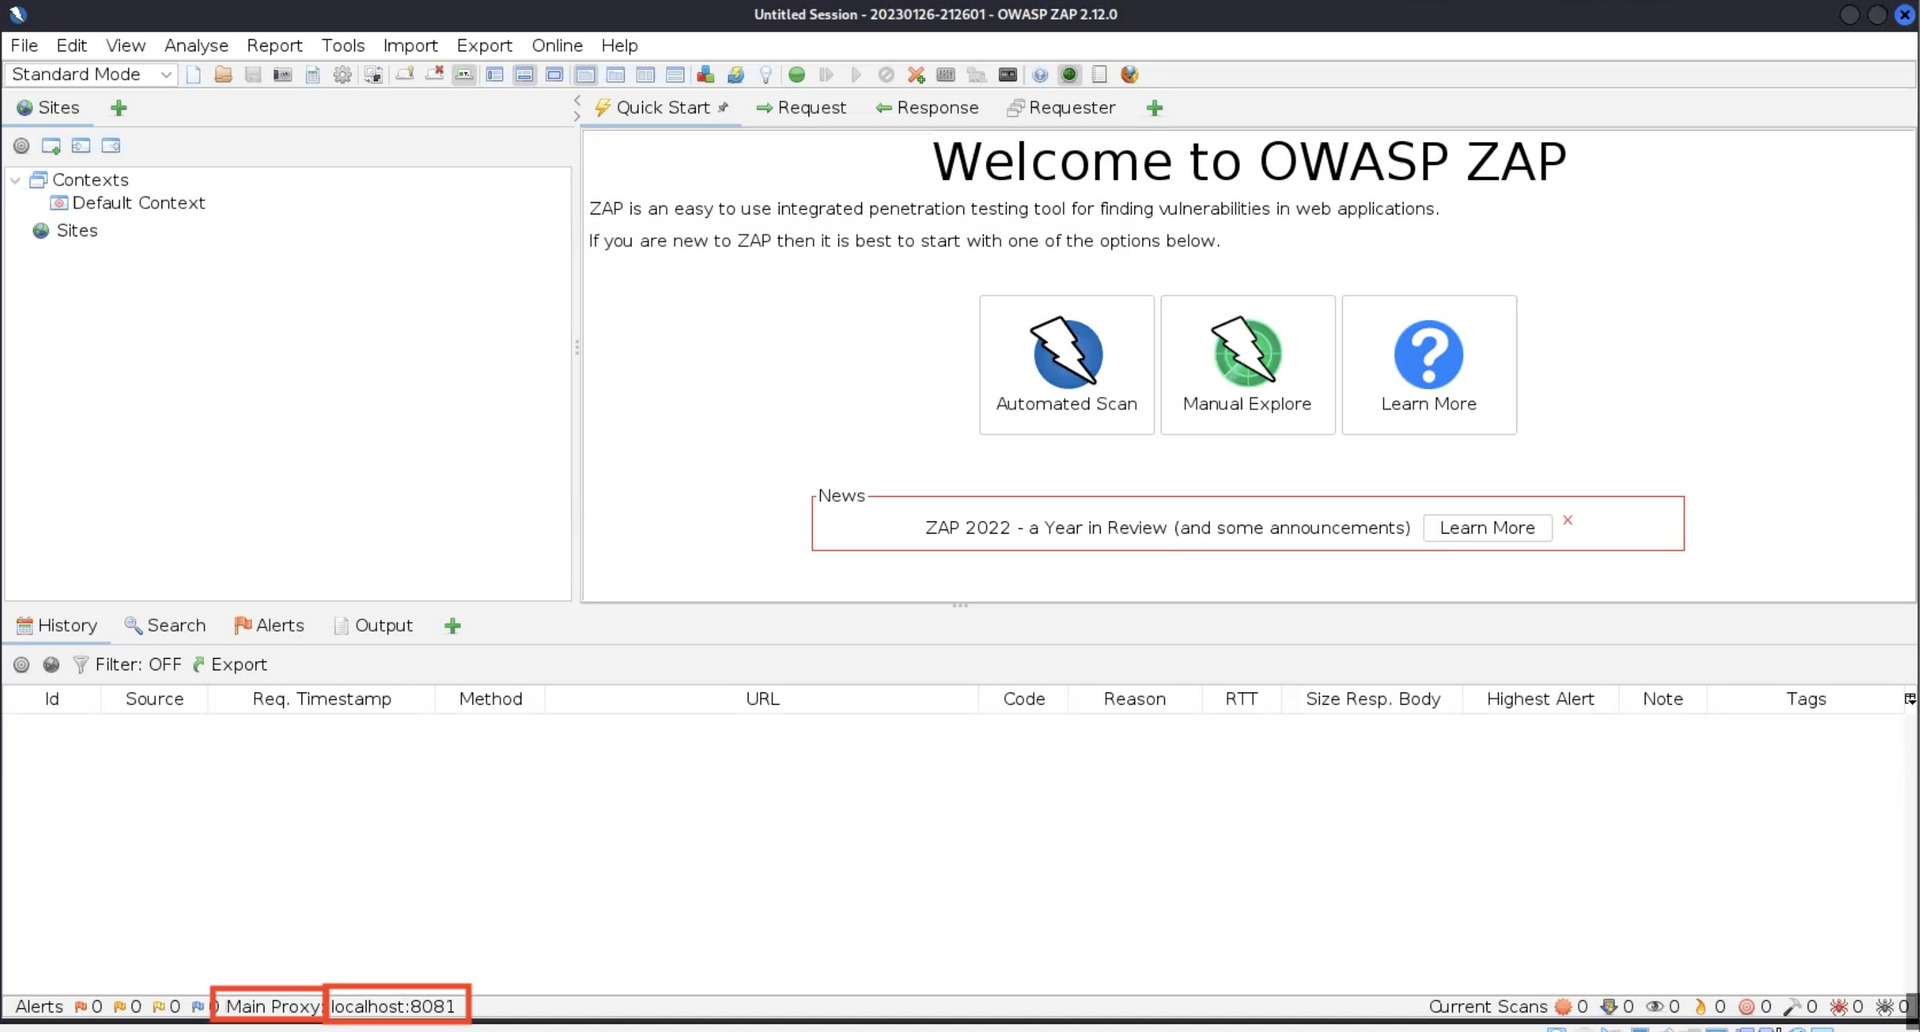 Untitled Session - 20230126-212601 - OWASP ZAP 2.12.0
File Edit View Analyse Report Tools Import Export Online Help
Standard Mode
Sites
Quick Start Request Response Requester
Contexts
Default Context
Sites
Welcome to OWASP ZAP
ZAP is an easy to use integrated penetration testing tool for finding vulnerabilities in web applications.
If you are new to ZAP then it is best to start with one of the options below.
Automated Scan Manual Explore Learn More
News
ZAP 2022 - a Year in Review (and some announcements) Learn More X
History Search Alerts Output
Filter: OFF Export
Id Source Req. Timestamp Method URL Code Reason RTT Size Resp. Body Highest Alert Note Tags
Alerts 0 0 0 0 Main Proxy: localhost:8081 Current Scans 0 0 0 0 0 0 0 0